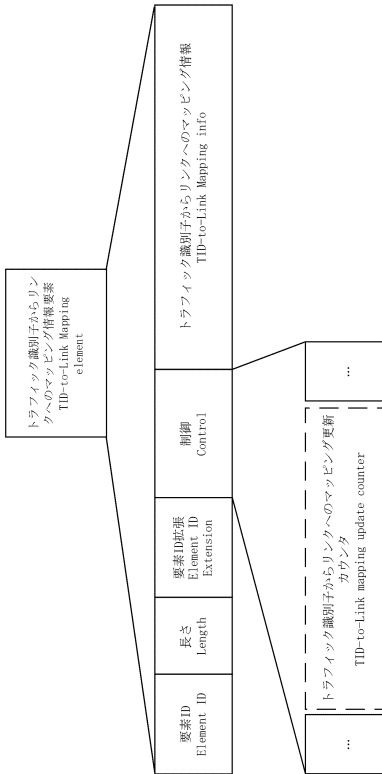 トラフィック識別子からリン
クへのマッピング情報要素
TID-to-Link Mapping
element
要素ID
Element ID
長さ
Length
要素ID拡張
Element ID
Extension
制御
Control
トラフィック識別子からリンクへのマッピング情報
TID-to-Link Mapping info
...
トラフィック識別子からリンクへのマッピング更新
カウンタ
TID-to-Link mapping update counter
...